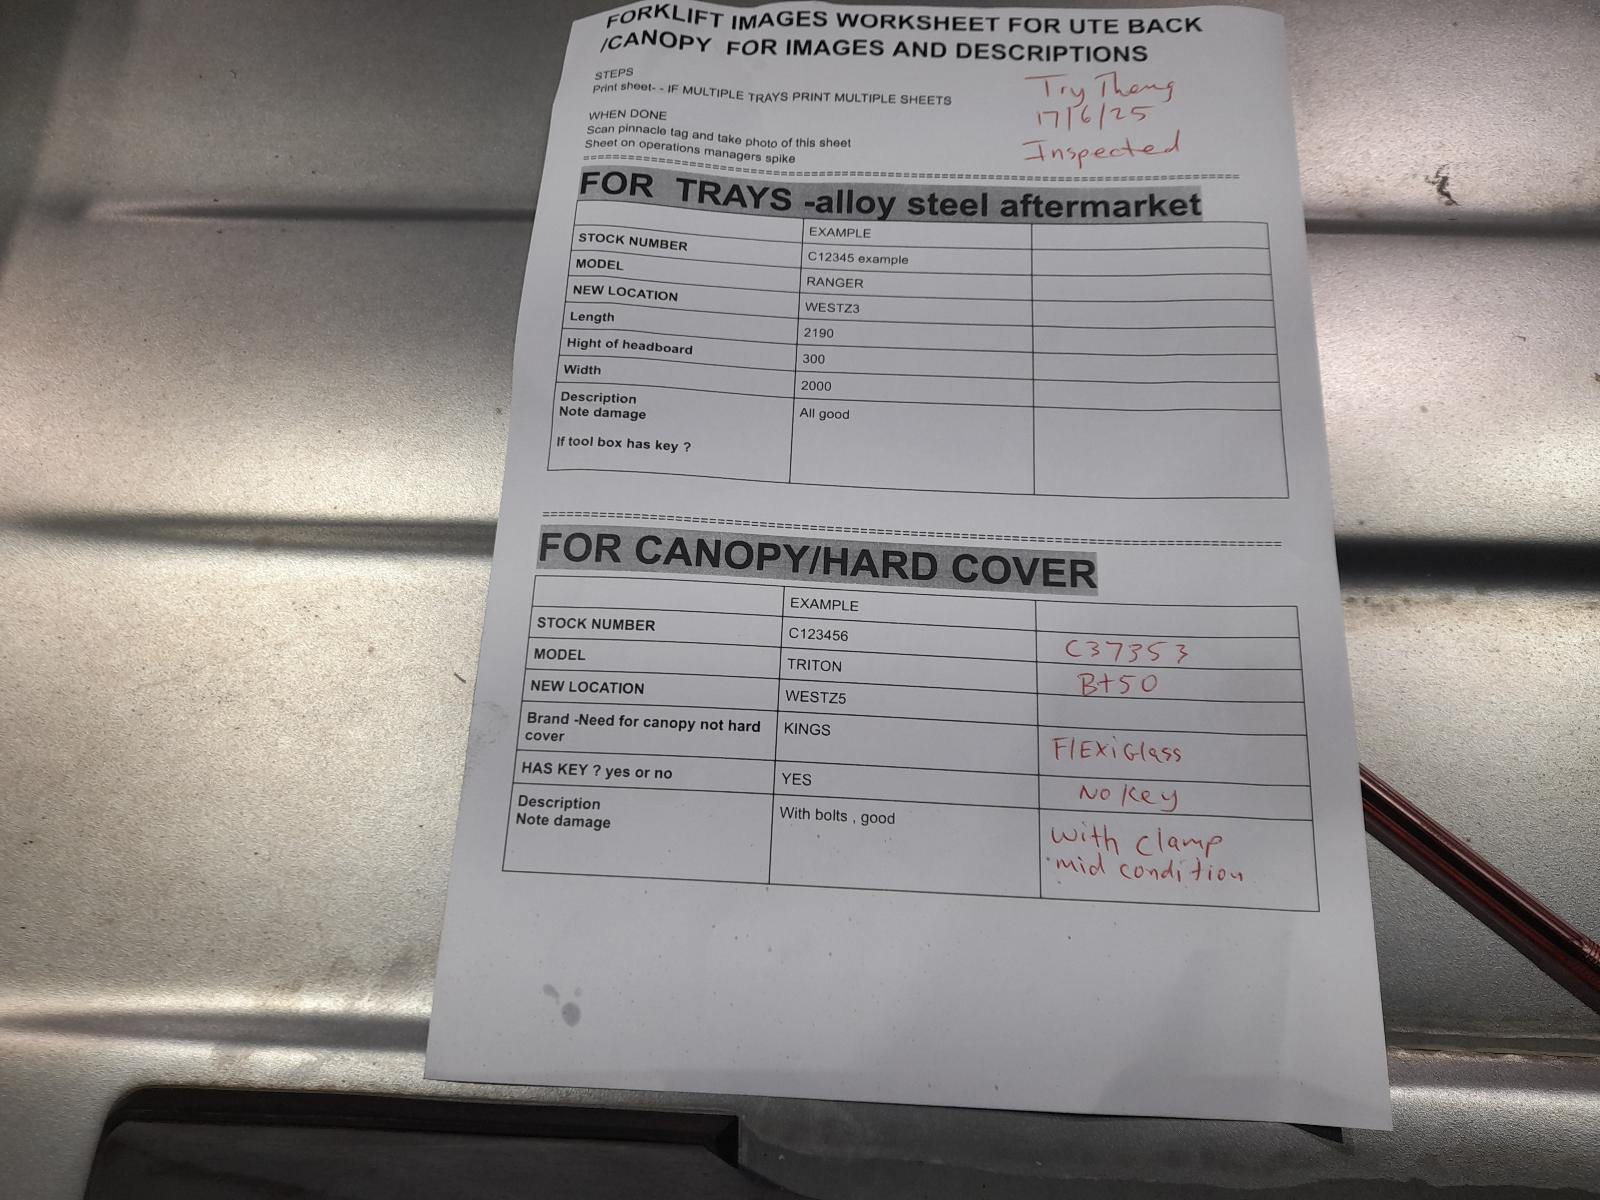 FORKLIFT IMAGES WORKSHEET FOR UTE BACK
/CANOPY FOR IMAGES AND DESCRIPTIONS
STEPS
Print sheet- - IF MULTIPLE TRAYS PRINT MULTIPLE SHEETS
Try Theng
17/6/25
Inspected
WHEN DONE
Scan pinnacle tag and take photo of this sheet
Sheet on operations managers spike
FOR TRAYS -alloy steel aftermarket
EXAMPLE
STOCK NUMBER C12345 example
MODEL RANGER
NEW LOCATION WESTZ3
Length 2190
Hight of headboard 300
Width 2000
Description All good
Note damage
If tool box has key ?
FOR CANOPY/HARD COVER
EXAMPLE
STOCK NUMBER C123456 C37353
MODEL TRITON Bt50
NEW LOCATION WESTZ5
Brand -Need for canopy not hard KINGS FlExiGlass
cover
HAS KEY ? yes or no YES No Key
Description With bolts , good with clamp
Note damage mid condition